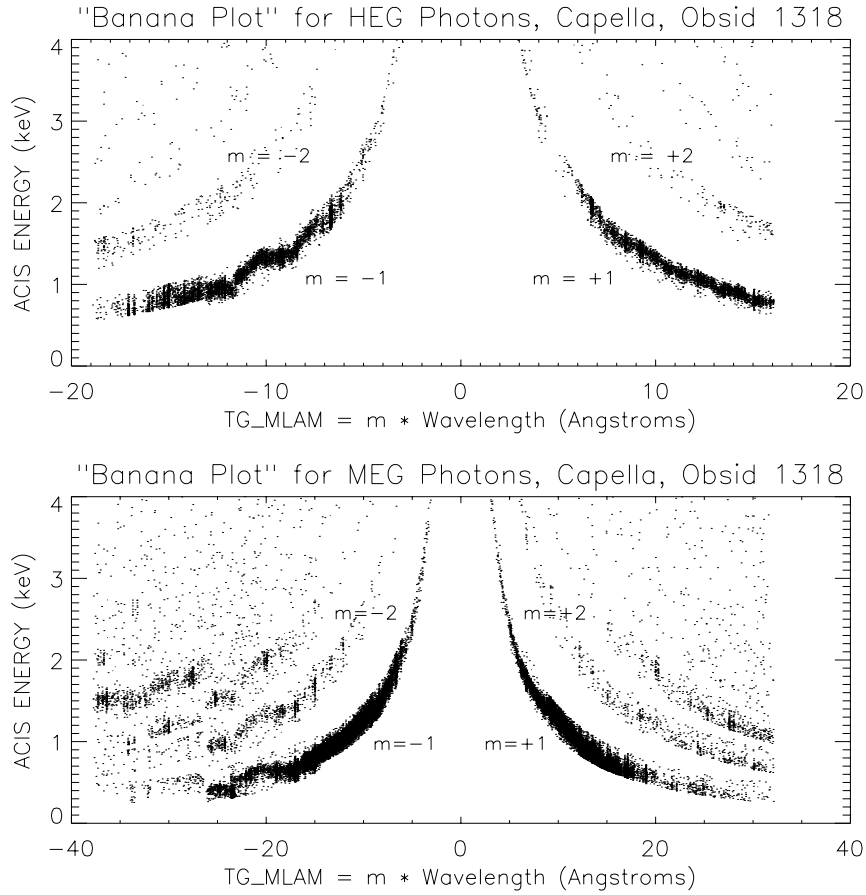 "Banana Plot" for HEG Photons, Capella, Obsid 1318
4
3
2
1
0
ACIS ENERGY (keV)
m = −2
m = +2
m = −1
m = +1
−20
−10
0
10
20
TG_MLAM = m * Wavelength (Angstroms)
"Banana Plot" for MEG Photons, Capella, Obsid 1318
4
3
2
1
0
ACIS ENERGY (keV)
m=−2
m=+2
m=−1
m=+1
−40
−20
0
20
40
TG_MLAM = m * Wavelength (Angstroms)